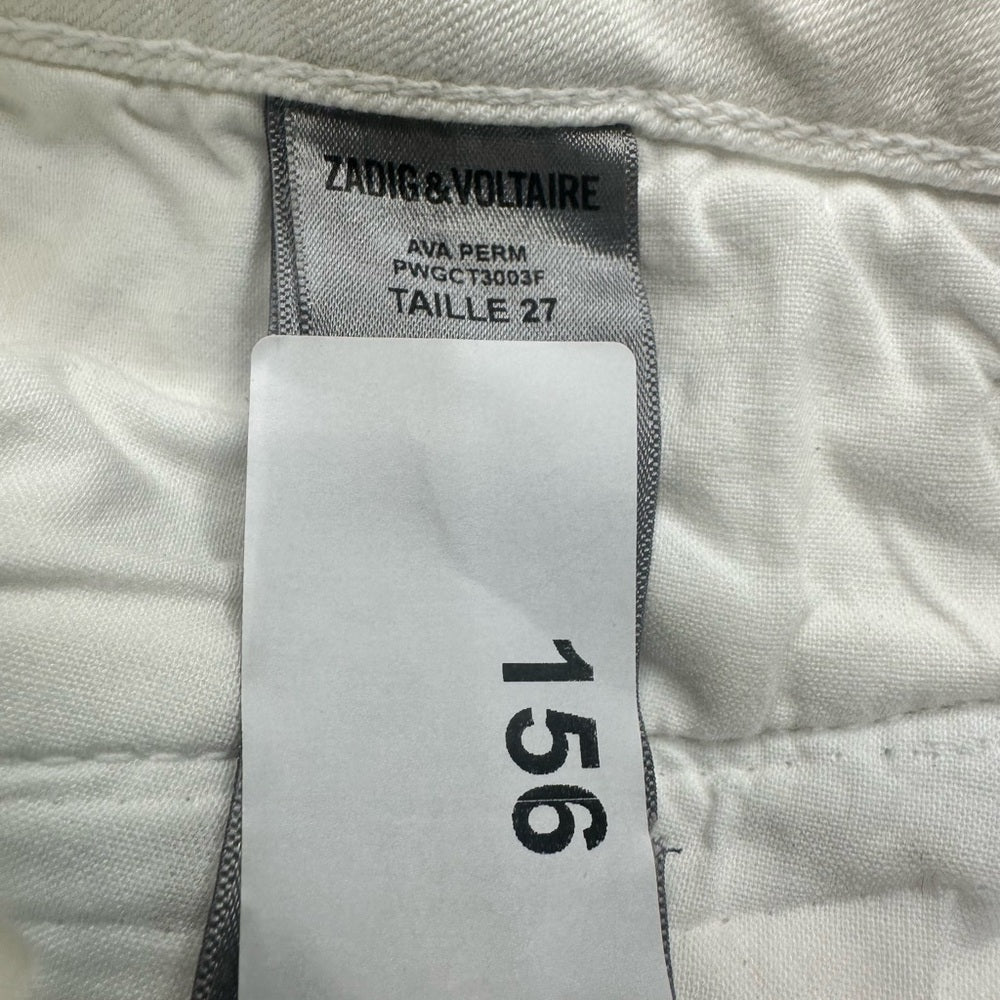 ZADIG&VOLTAIRE
AVA PERM
PWGCT3003F
TAILLE 27
156